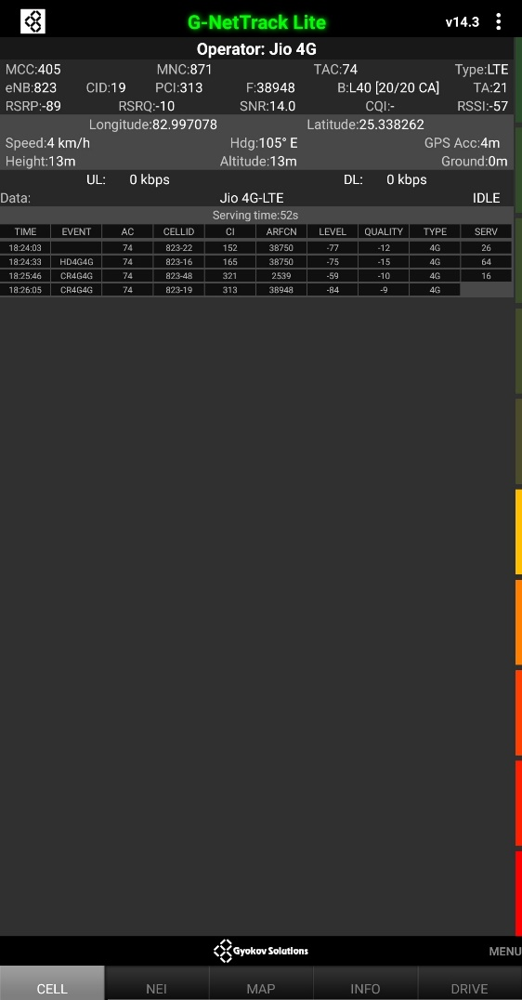 G-NetTrack Lite v14.3
Operator: Jio 4G
MCC:405 MNC:871 TAC:74 Type:LTE
eNB:823 CID:19 PCI:313 F:38948 B:L40 [20/20 CA] TA:21
RSRP:-89 RSRQ:-10 SNR:14.0 CQI:- RSSI:-57
Longitude:82.997078 Latitude:25.338262
Speed:4 km/h Hdg:105° E GPS Acc:4m
Height:13m Altitude:13m Ground:0m
UL: 0 kbps DL: 0 kbps
Data: Jio 4G-LTE IDLE
Serving time:52s
TIME EVENT AC CELLID CI ARFCN LEVEL QUALITY TYPE SERV
18:24:03 74 823-22 152 38750 -77 -12 4G 26
18:24:33 HD4G4G 74 823-16 165 38750 -75 -15 4G 64
18:25:46 CR4G4G 74 823-48 321 2539 -59 -10 4G 16
18:26:05 CR4G4G 74 823-19 313 38948 -84 -9 4G
Gyokov Solutions
MENU
CELL NEI MAP INFO DRIVE